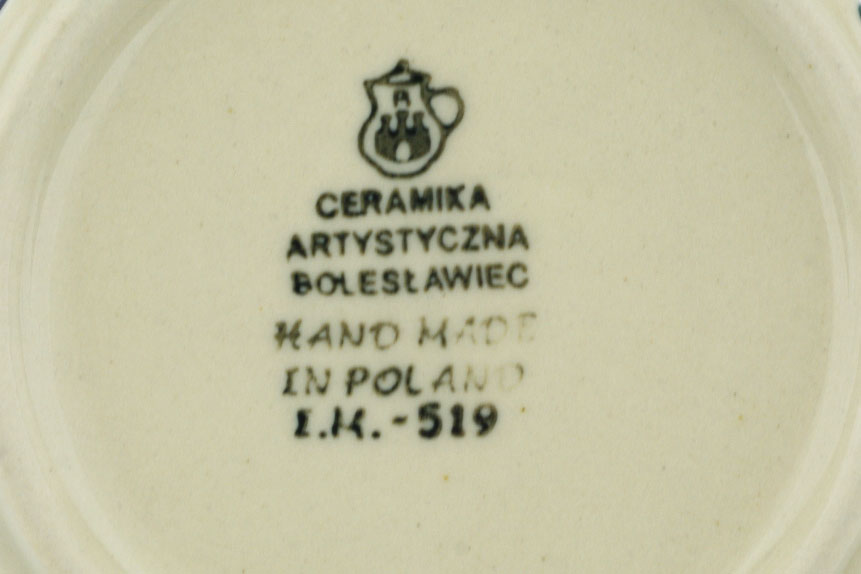 B
CERAMIKA
ARTYSTYCZNA
BOLESŁAWIEC
HAND MADE
IN POLAND
I.M.-519